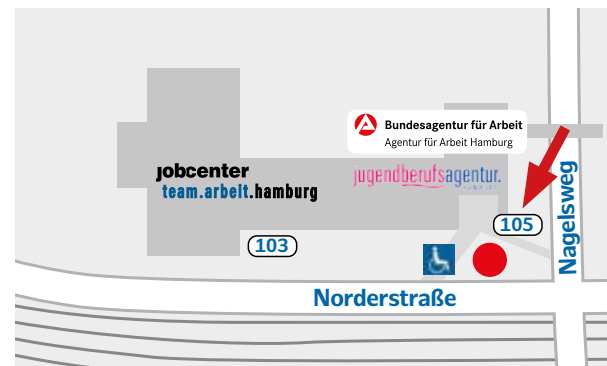 Bundesagentur für Arbeit
Agentur für Arbeit Hamburg
jobcenter
team.arbeit.hamburg
jugendberufsagentur.
105
103
Nagelsweg
Norderstraße